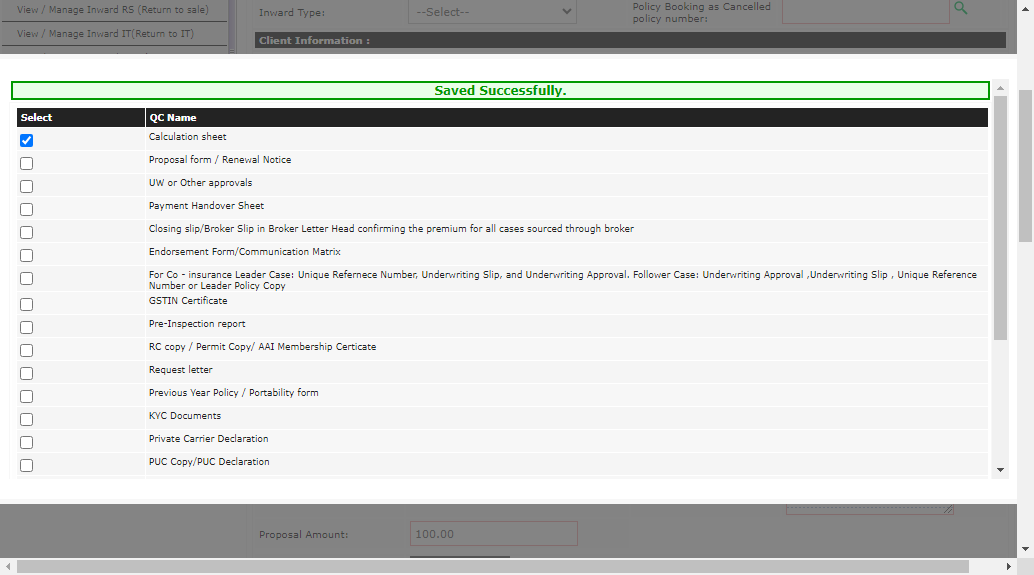 View / Manage Inward RS (Return to sale)
View / Manage Inward IT(Return to IT)
Inward Type:
--Select--
Policy Booking as Cancelled
policy number:
Client Information :
Saved Successfully.
Select QC Name
Calculation sheet
Proposal form / Renewal Notice
UW or Other approvals
Payment Handover Sheet
Closing slip/Broker Slip in Broker Letter Head confirming the premium for all cases sourced through broker
Endorsement Form/Communication Matrix
For Co - insurance Leader Case: Unique Refernece Number, Underwriting Slip, and Underwriting Approval. Follower Case: Underwriting Approval ,Underwriting Slip , Unique Reference
Number or Leader Policy Copy
GSTIN Certificate
Pre-Inspection report
RC copy / Permit Copy/ AAI Membership Certicate
Request letter
Previous Year Policy / Portability form
KYC Documents
Private Carrier Declaration
PUC Copy/PUC Declaration
Proposal Amount:
100.00